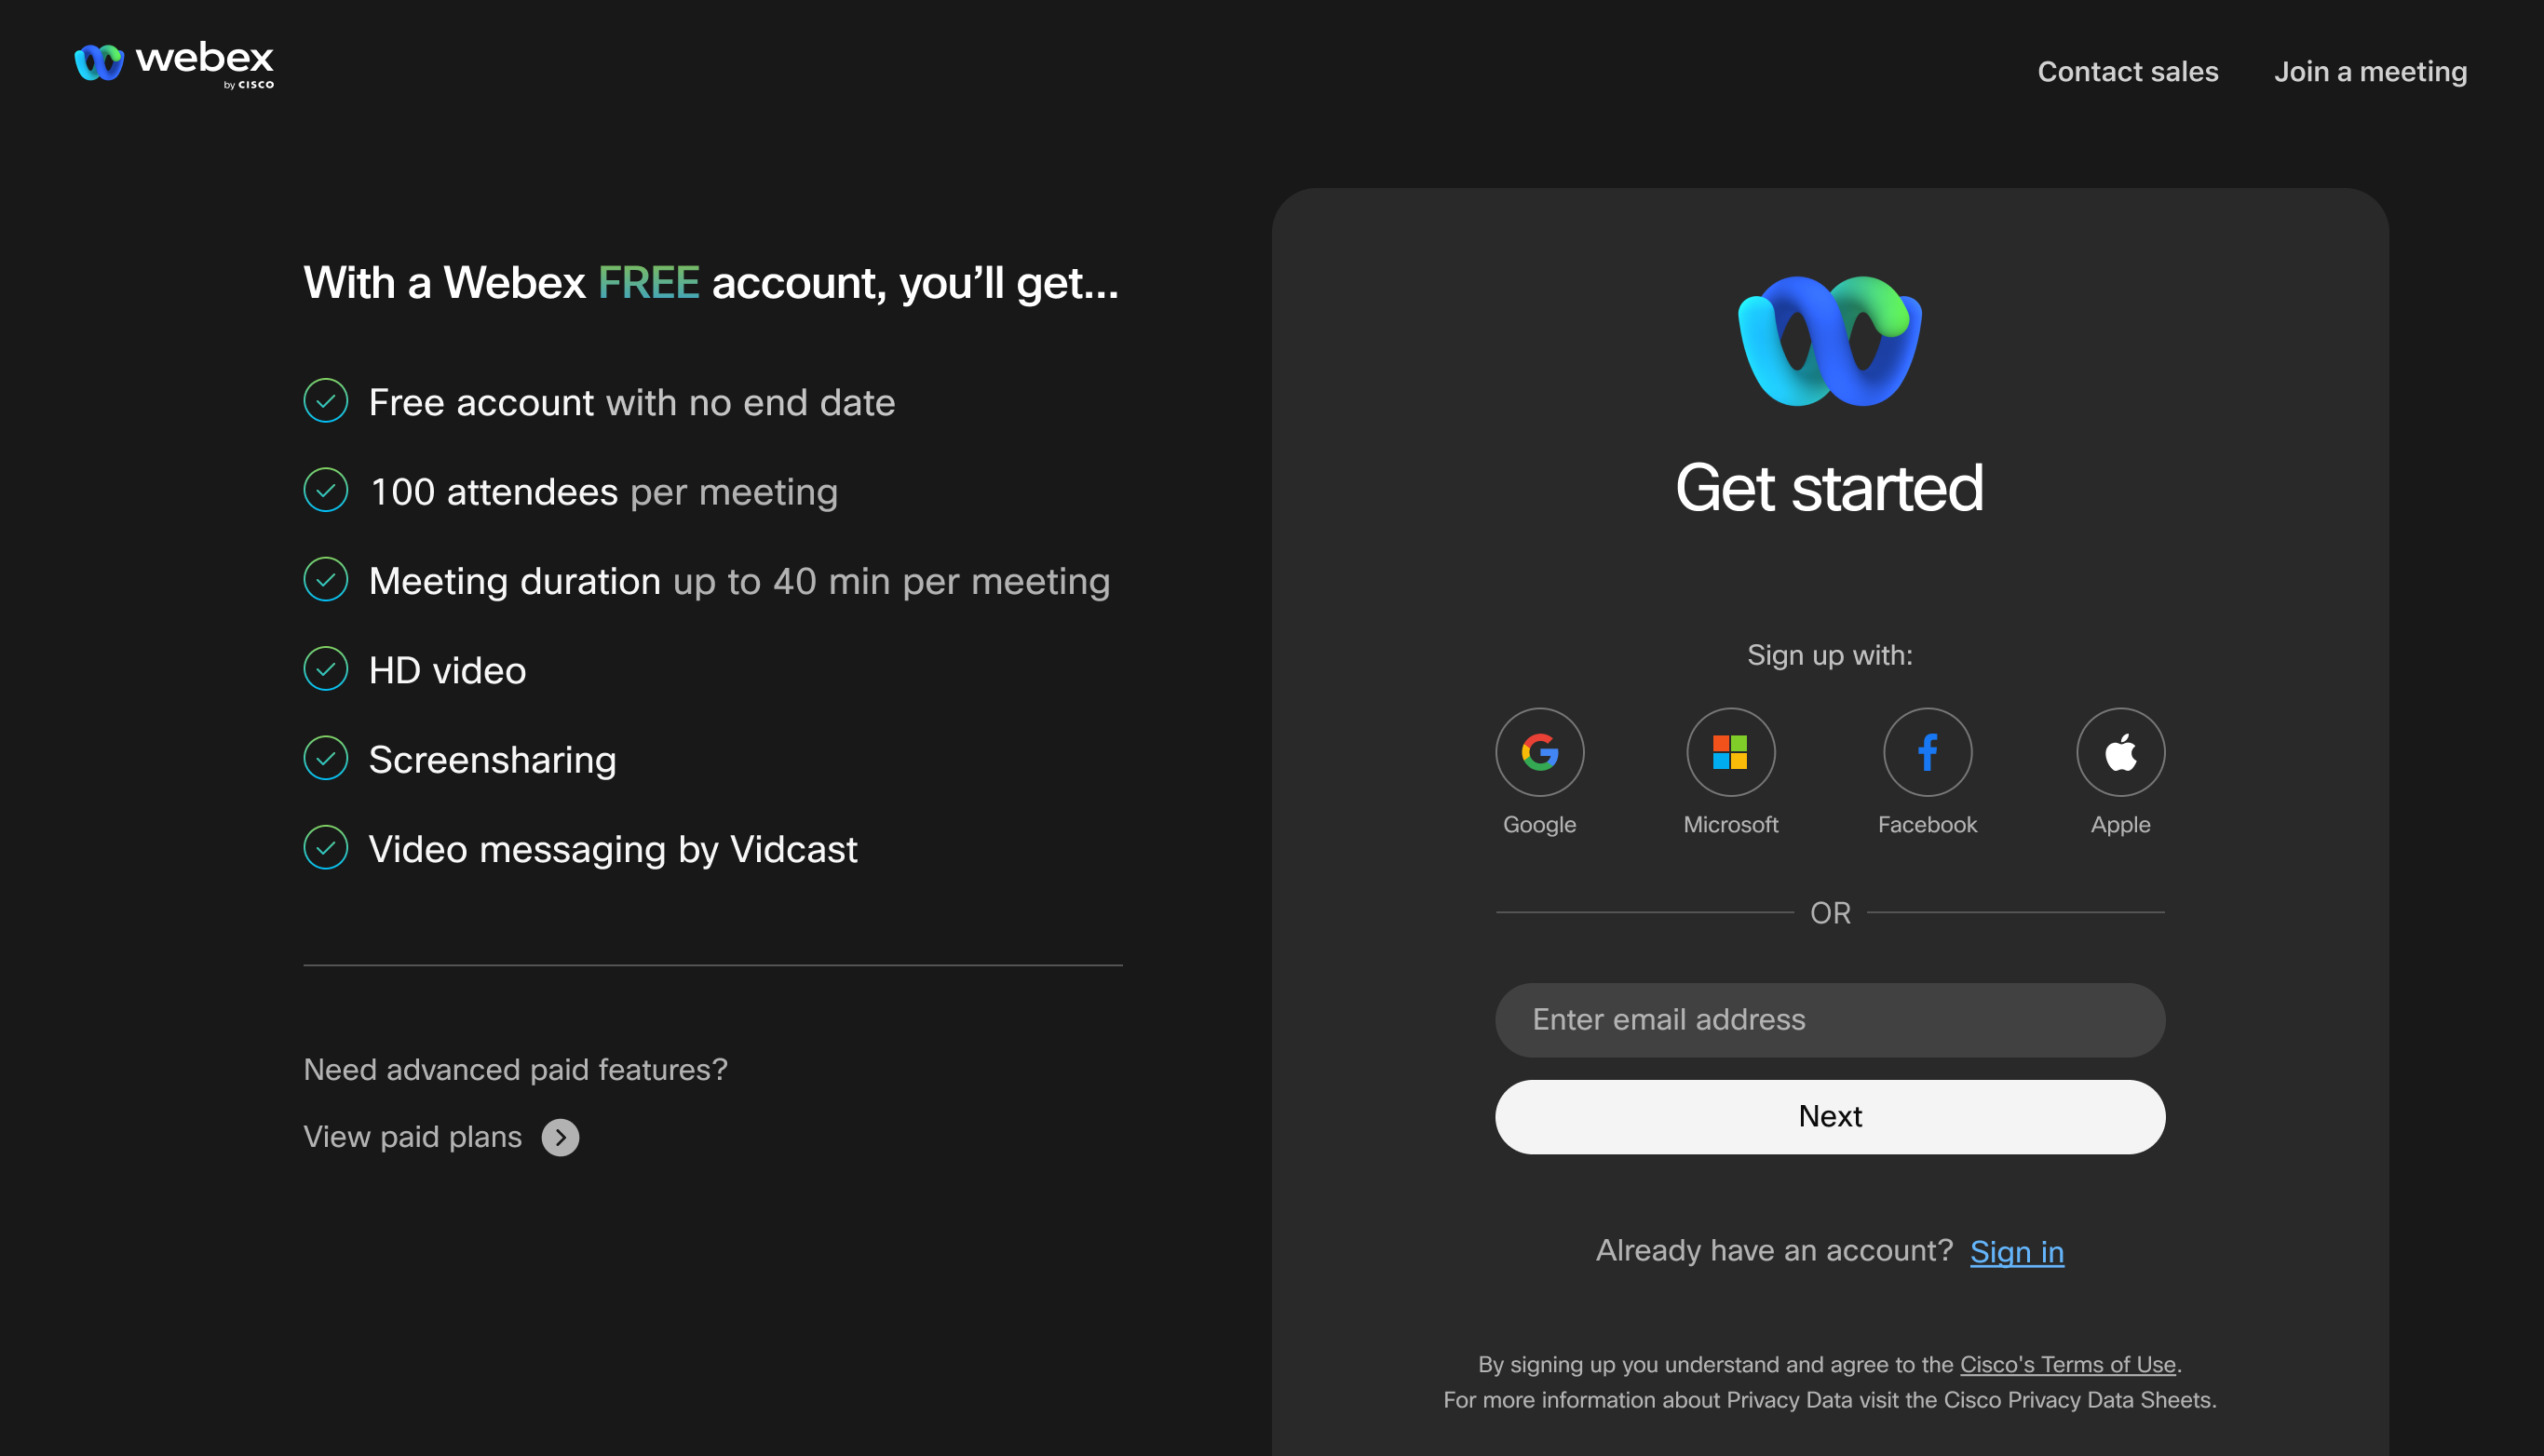 webex
by CISCO
Contact sales
Join a meeting
With a Webex FREE account, you’ll get...
Free account with no end date
100 attendees per meeting
Meeting duration up to 40 min per meeting
HD video
Screensharing
Video messaging by Vidcast
Need advanced paid features?
View paid plans
Get started
Sign up with:
Google
Microsoft
Facebook
Apple
OR
Enter email address
Next
Already have an account? Sign in
By signing up you understand and agree to the Cisco's Terms of Use.
For more information about Privacy Data visit the Cisco Privacy Data Sheets.